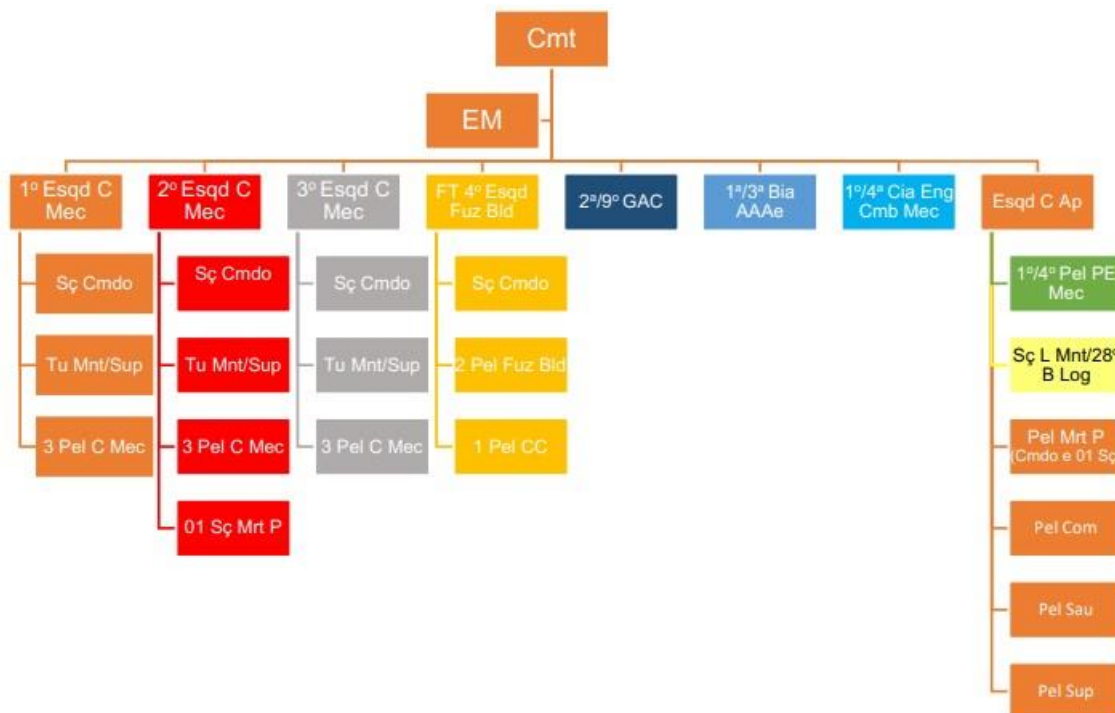 Cmt
EM
1º Esqd C
Mec
2º Esqd C
Mec
3º Esqd C
Mec
FT 4º Esqd
Fuz Bld
2ª/9º GAC
1ª/3ª Bia
AAAe
1º/4ª Cia Eng
Cmb Mec
Esqd C Ap
Sç Cmdo
Tu Mnt/Sup
3 Pel C Mec
Sç Cmdo
Tu Mnt/Sup
3 Pel C Mec
01 Sç Mrt P
Sç Cmdo
Tu Mnt/Sup
3 Pel C Mec
Sç Cmdo
2 Pel Fuz Bld
1 Pel CC
1º/4º Pel PE
Mec
Sç L Mnt/28º
B Log
Pel Mrt P
(Cmdo e 01 Sç
Pel Com
Pel Sau
Pel Sup